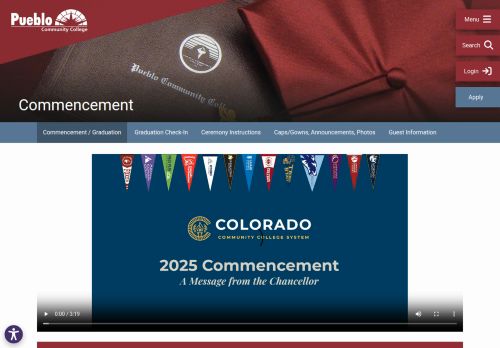 Pueblo
Community College
Menu
Search
Login
Apply
Pueblo Community Colle
Commencement
Commencement / Graduation
Graduation Check-In
Ceremony Instructions
Caps/Gowns, Announcements, Photos
Guest Information
COLORADO
COMMUNITY COLLEGE SYSTEM
2025 Commencement
A Message from the Chancellor
0:00 / 3:19